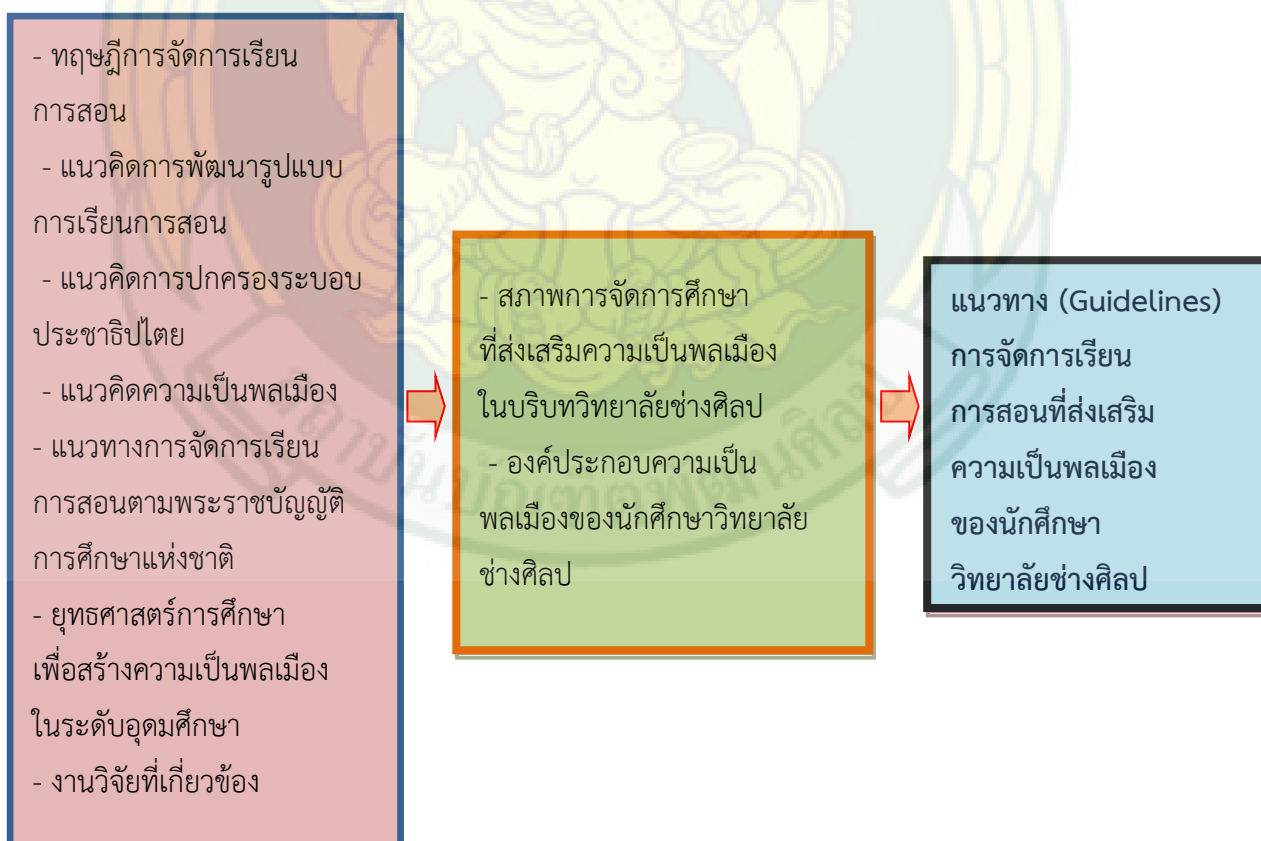 - ทฤษฎีการจัดการเรียน
การสอน
- แนวคิดการพัฒนารูปแบบ
การเรียนการสอน
- แนวคิดการปกครองระบอบ
ประชาธิปไตย
- แนวคิดความเป็นพลเมือง
- แนวทางการจัดการเรียน
การสอนตามพระราชบัญญัติ
การศึกษาแห่งชาติ
- ยุทธศาสตร์การศึกษา
เพื่อสร้างความเป็นพลเมือง
ในระดับอุดมศึกษา
- งานวิจัยที่เกี่ยวข้อง
- สภาพการจัดการศึกษา
ที่ส่งเสริมความเป็นพลเมือง
ในบริบทวิทยาลัยช่างศิลป
- องค์ประกอบความเป็น
พลเมืองของนักศึกษาวิทยาลัย
ช่างศิลป
แนวทาง (Guidelines)
การจัดการเรียน
การสอนที่ส่งเสริม
ความเป็นพลเมือง
ของนักศึกษา
วิทยาลัยช่างศิลป
สถาบันบัณฑิตพัฒนศิลป์